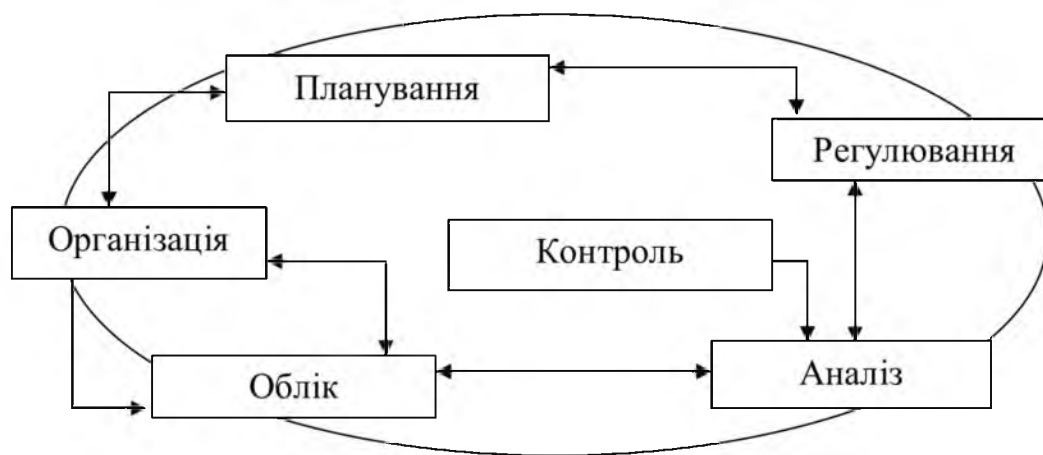 Планування
Регулювання
Організація
Контроль
Облік
Аналіз